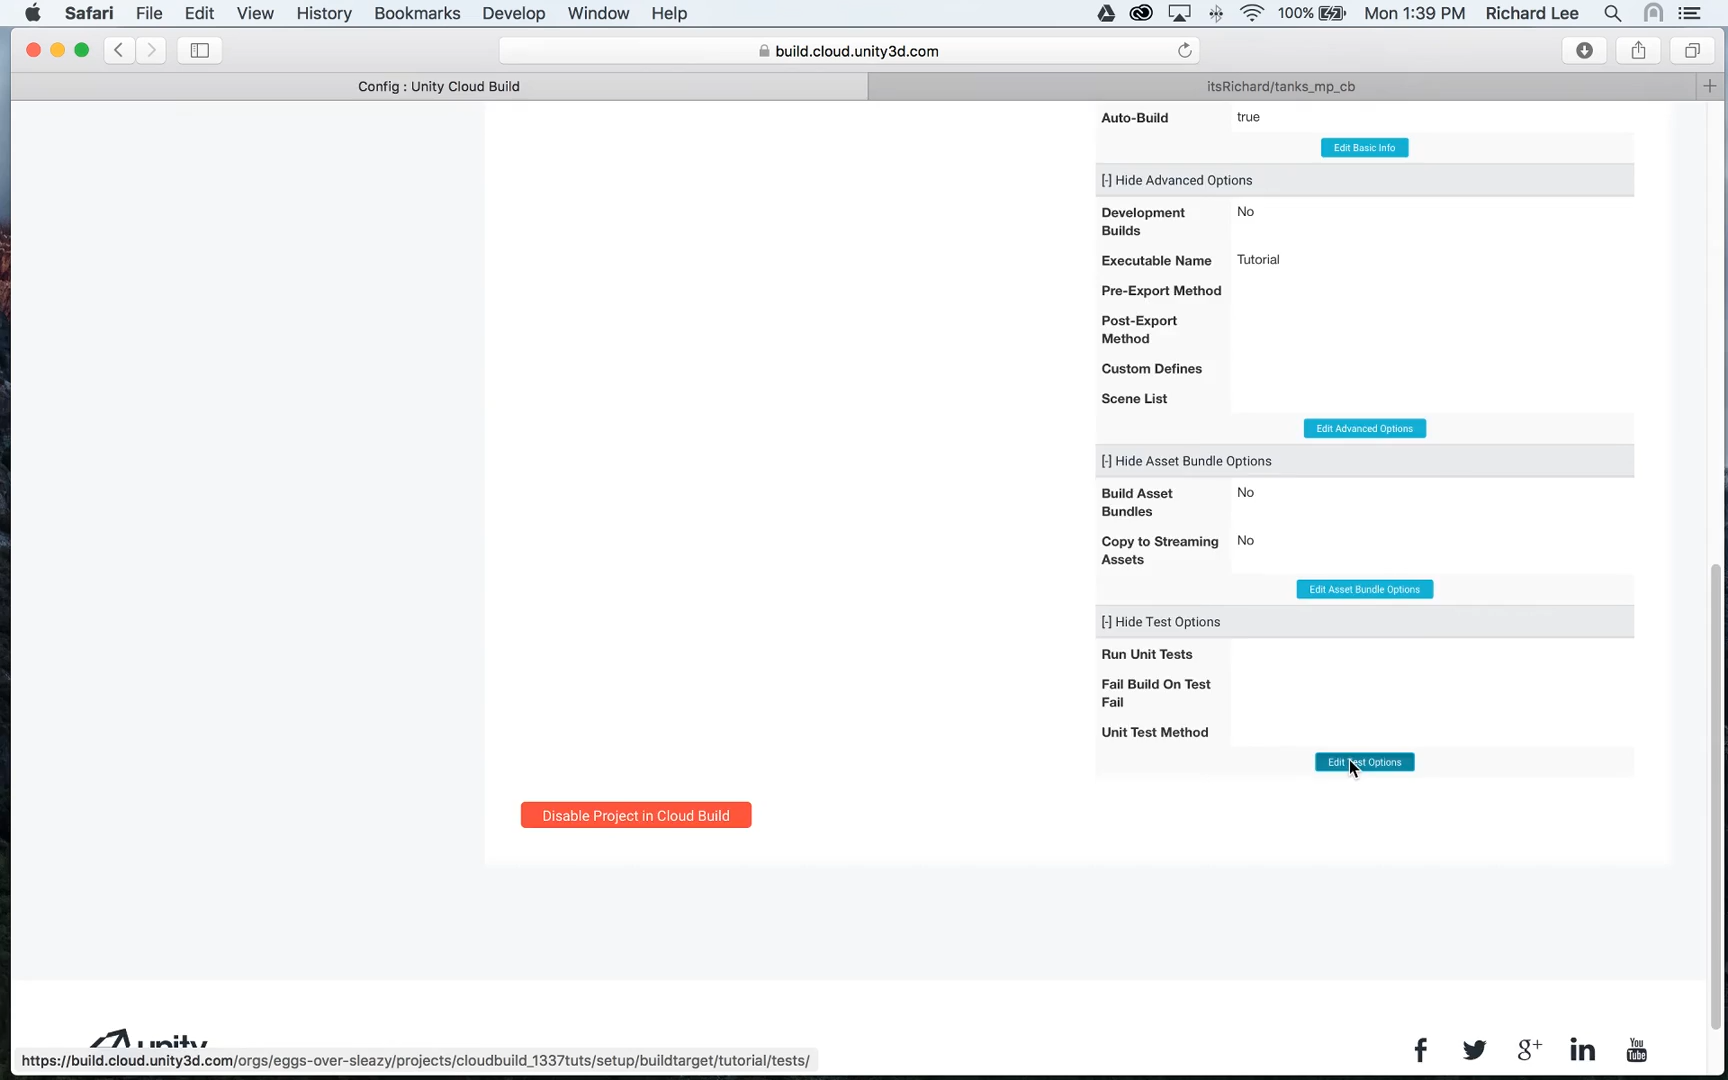 Safari File Edit View History Bookmarks Develop Window Help 100% Mon 1:39 PM Richard Lee
build.cloud.unity3d.com
Config : Unity Cloud Build itsRichard/tanks_mp_cb
Auto-Build true
Edit Basic Info
[-] Hide Advanced Options
Development No
Builds
Executable Name Tutorial
Pre-Export Method
Post-Export
Method
Custom Defines
Scene List
Edit Advanced Options
[-] Hide Asset Bundle Options
Build Asset No
Bundles
Copy to Streaming No
Assets
Edit Asset Bundle Options
[-] Hide Test Options
Run Unit Tests
Fail Build On Test
Fail
Unit Test Method
Edit Test Options
Disable Project in Cloud Build
unity
f g+ in You Tube
https://build.cloud.unity3d.com/orgs/eggs-over-sleazy/projects/cloudbuild_1337tuts/setup/buildtarget/tutorial/tests/